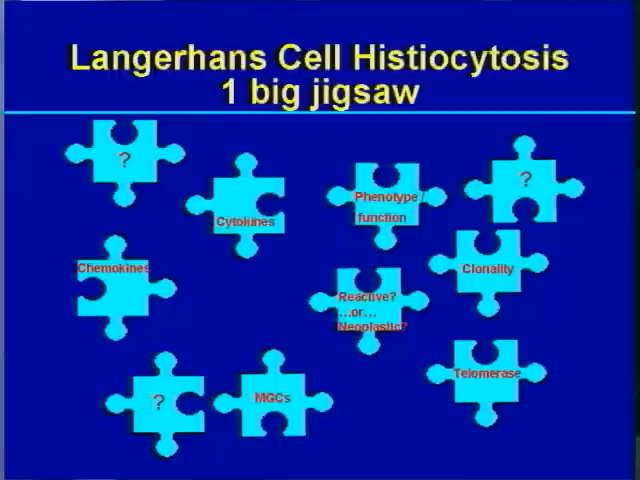 Langerhans Cell Histiocytosis
1 big jigsaw
?
Cytokines
Phenotype /
function
?
Chemokines
Clonality
Reactive?
...or...
Neoplastic?
?
MGCs
Telomerase